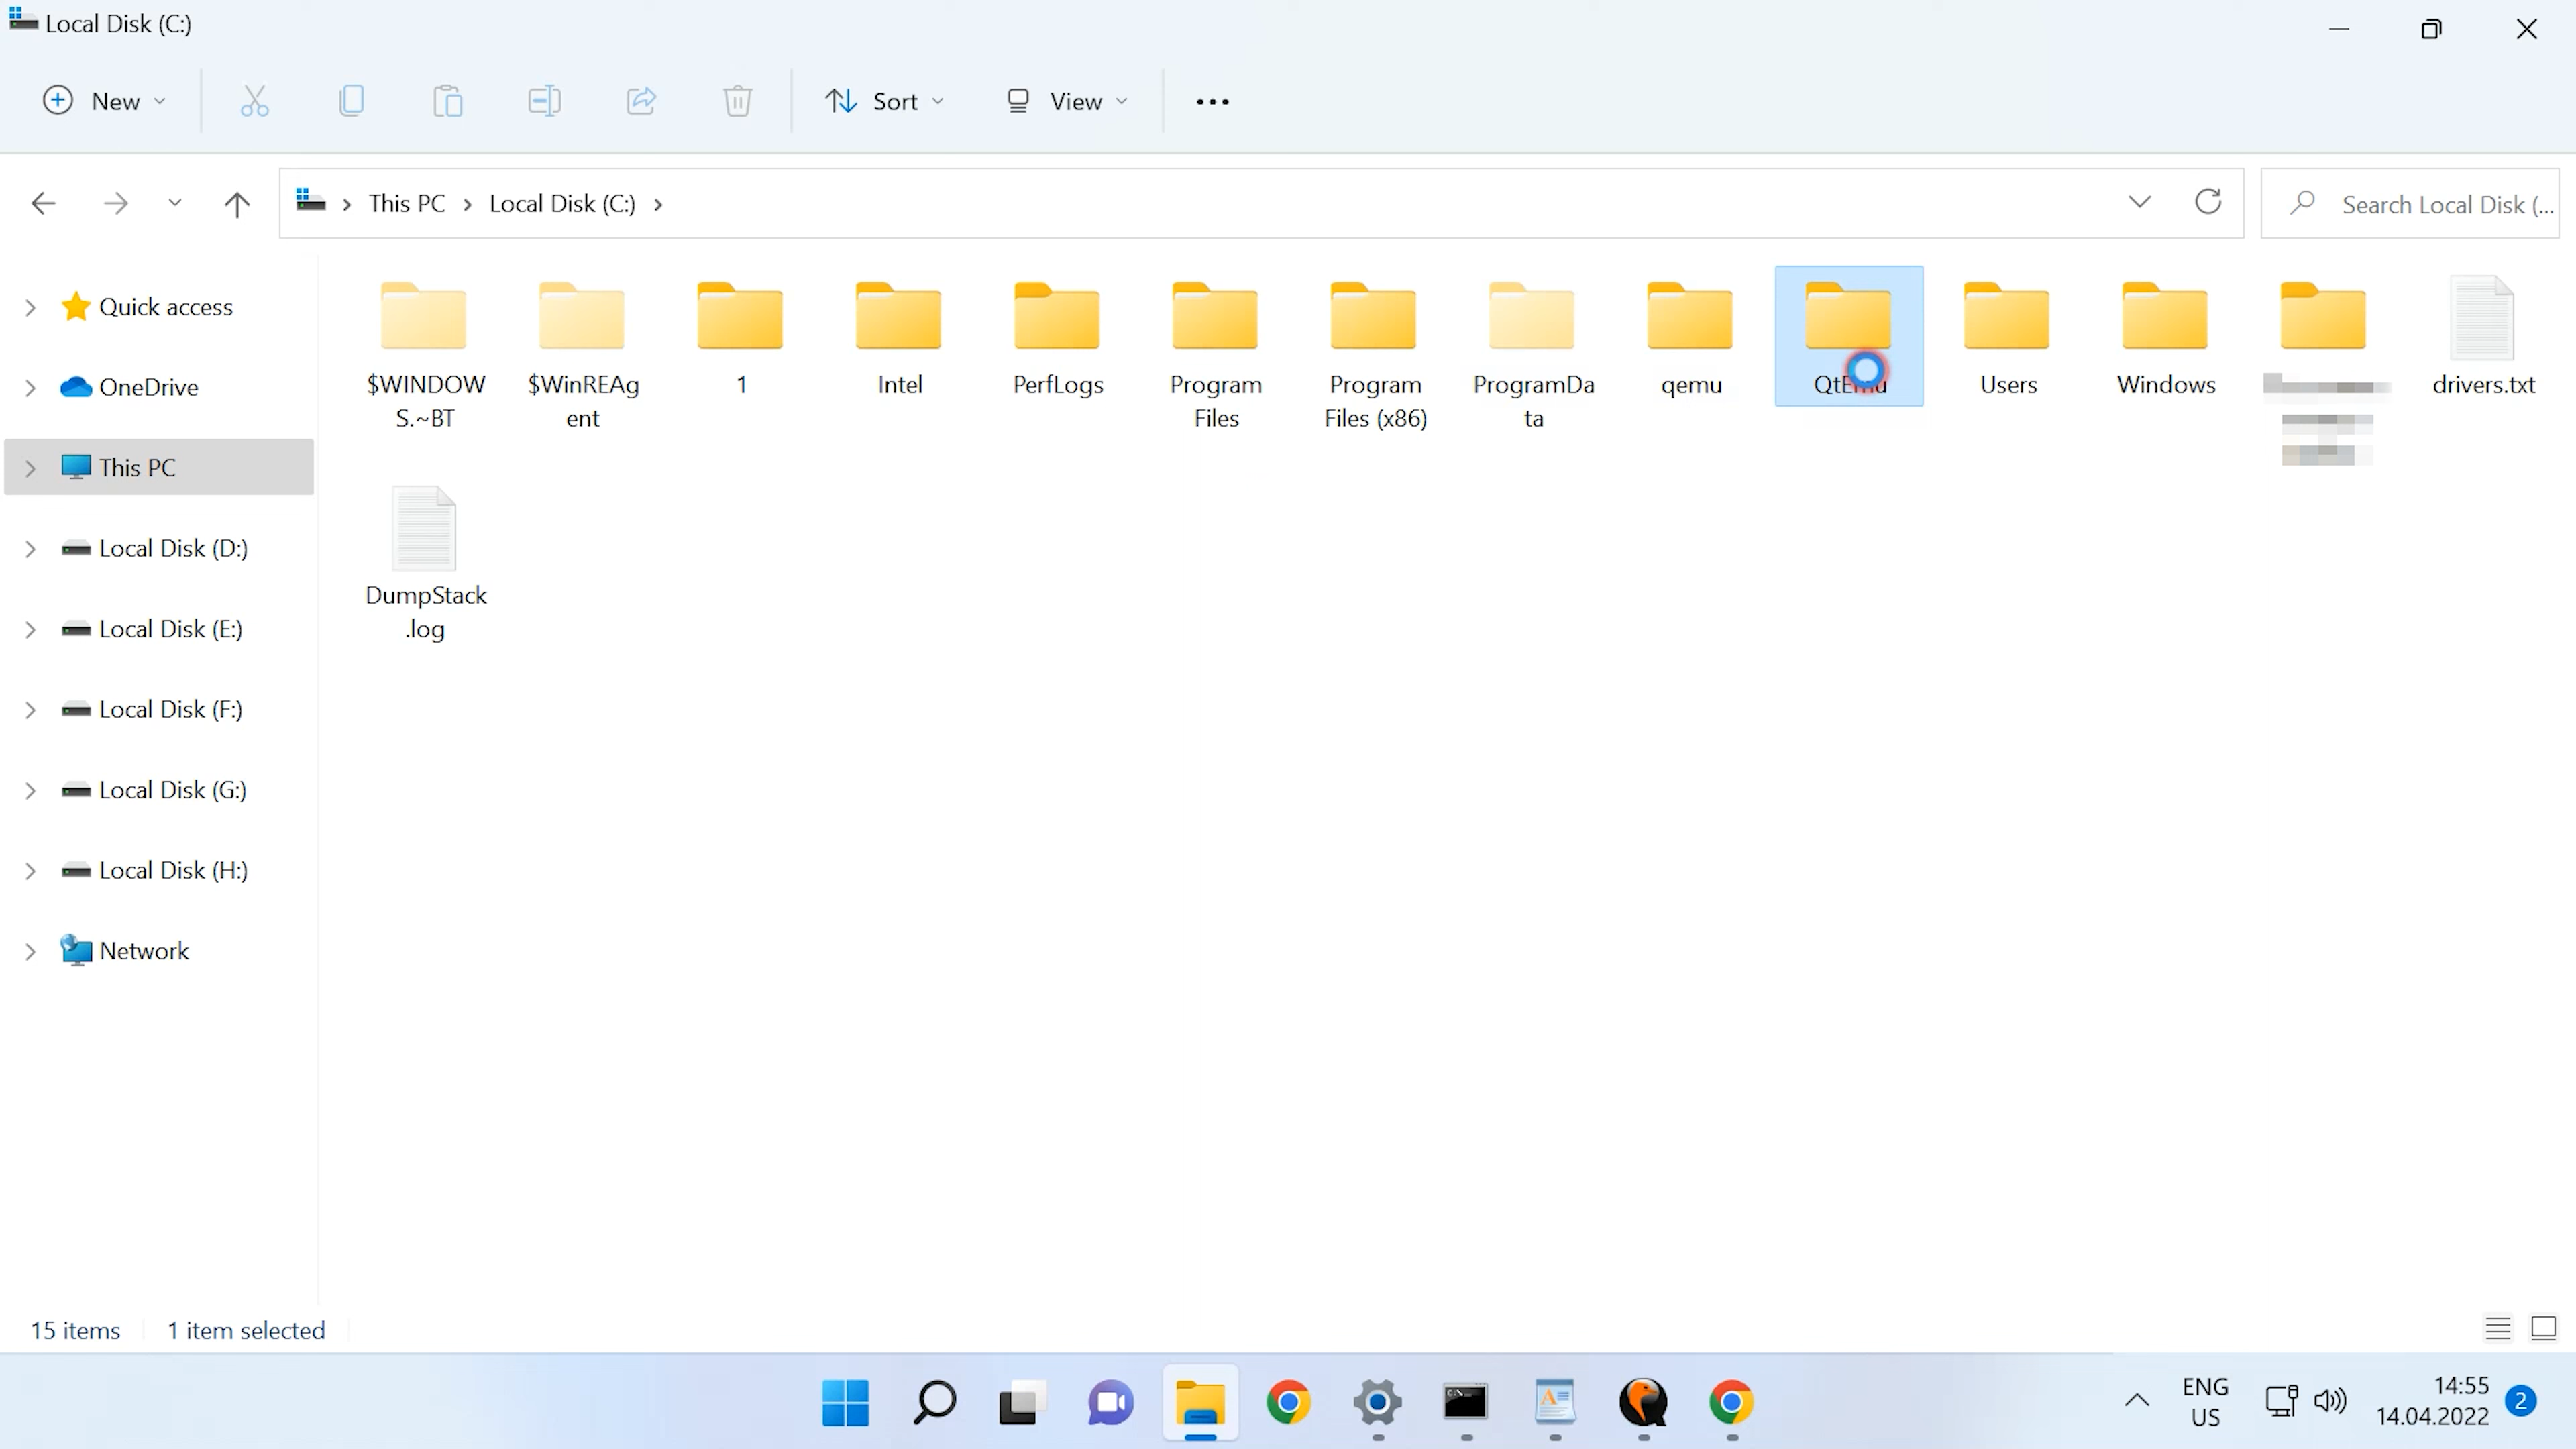 Local Disk (C:)
New
Sort
View
This PC
Local Disk (C:)
Search Local Disk (...
Quick access
OneDrive
This PC
Local Disk (D:)
Local Disk (E:)
Local Disk (F:)
Local Disk (G:)
Local Disk (H:)
Network
$WINDOW
S.~BT
$WinREAg
ent
1
Intel
PerfLogs
Program
Files
Program
Files (x86)
ProgramDa
ta
qemu
QtEmu
Users
Windows
drivers.txt
DumpStack
.log
15 items
1 item selected
ENG
US
14:55
14.04.2022
2